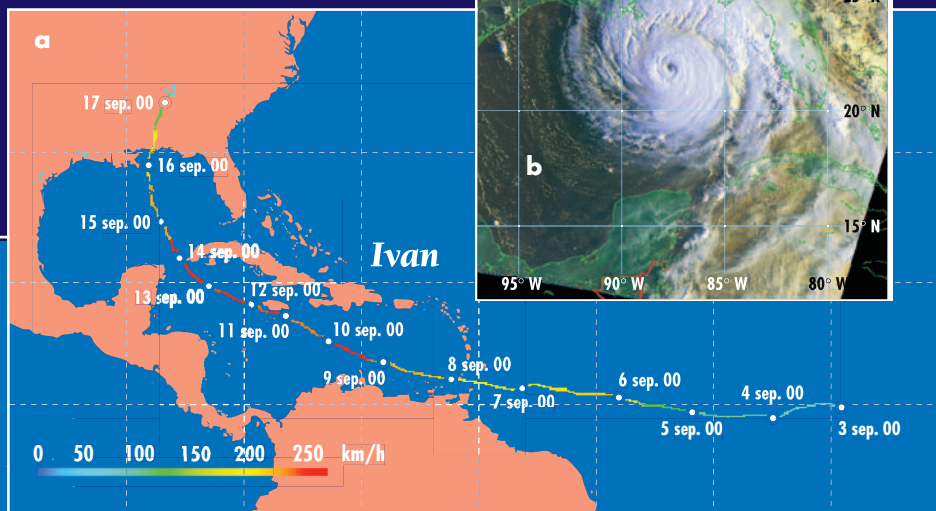 a
17 sep. 00
16 sep. 00
15 sep. 00
14 sep. 00
13 sep. 00
12 sep. 00
11 sep. 00
10 sep. 00
9 sep. 00
8 sep. 00
7 sep. 00
6 sep. 00
5 sep. 00
4 sep. 00
3 sep. 00
Ivan
0 50 100 150 200 250 km/h
b
20° N
15° N
95° W 90° W 85° W 80° W